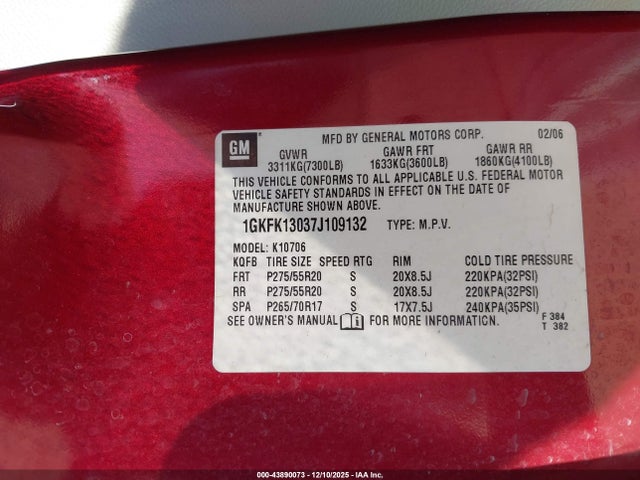 GM
MFD BY GENERAL MOTORS CORP. 02/06
GVWR GAWR FRT GAWR RR
3311KG(7300LB) 1633KG(3600LB) 1860KG(4100LB)
THIS VEHICLE CONFORMS TO ALL APPLICABLE U.S. FEDERAL MOTOR
VEHICLE SAFETY STANDARDS IN EFFECT ON THE DATE OF
MANUFACTURE SHOWN ABOVE.
1GKFK13037J109132 TYPE: M.P.V.
MODEL: K10706
KQFB TIRE SIZE SPEED RTG RIM COLD TIRE PRESSURE
FRT P275/55R20 S 20X8.5J 220KPA(32PSI)
RR P275/55R20 S 20X8.5J 220KPA(32PSI)
SPA P265/70R17 S 17X7.5J 240KPA(35PSI)
SEE OWNER'S MANUAL FOR MORE INFORMATION. F 384
T 382
000-43890073 - 12/10/2025 - IAA Inc.